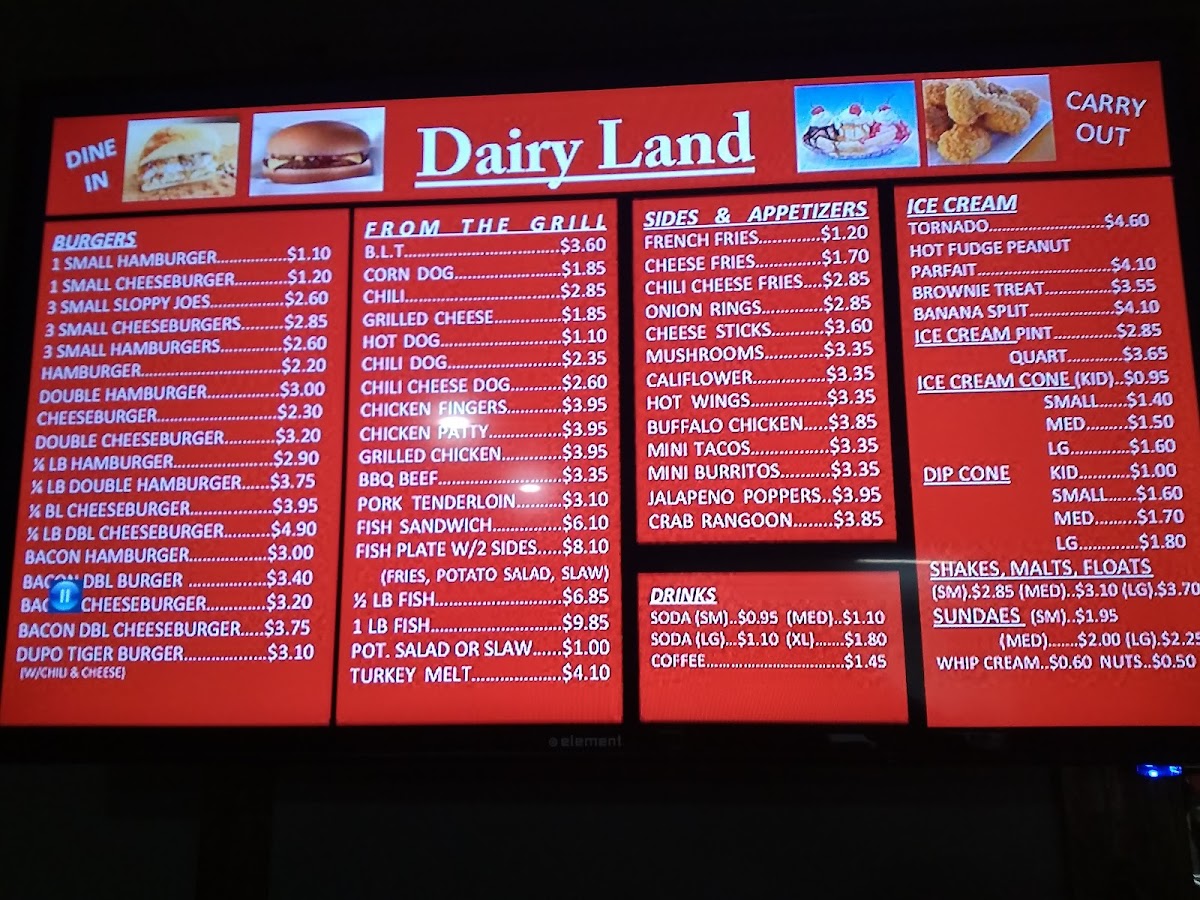 DINE
IN
Dairy Land
CARRY
OUT
BURGERS
1 SMALL HAMBURGER...............$1.10
1 SMALL CHEESEBURGER............$1.20
3 SMALL SLOPPY JOES................$2.60
3 SMALL CHEESEBURGERS.........$2.85
3 SMALL HAMBURGERS.............$2.60
HAMBURGER..............................$2.20
DOUBLE HAMBURGER................$3.00
CHEESEBURGER..........................$2.30
DOUBLE CHEESEBURGER...........$3.20
¼ LB HAMBURGER......................$2.90
¼ LB DOUBLE HAMBURGER........$3.75
¼ BL CHEESEBURGER...................$3.95
¼ LB DBL CHEESEBURGER...........$4.90
BACON HAMBURGER.................$3.00
BACON DBL BURGER .................$3.40
CHEESEBURGER...............$3.20
BACON DBL CHEESEBURGER.....$3.75
DUPO TIGER BURGER...................$3.10
(W/CHILI & CHEESE)
FROM THE GRILL
B.L.T..................................$3.60
CORN DOG........................$1.85
CHILI..................................$2.85
GRILLED CHEESE................$1.85
HOT DOG...........................$1.10
CHILI DOG..........................$2.35
CHILI CHEESE DOG............$2.60
CHICKEN FINGERS............$3.95
CHICKEN PATTY................$3.95
GRILLED CHICKEN.............$3.95
BBQ BEEF...........................$3.35
PORK TENDERLOIN..........$3.10
FISH SANDWICH...............$6.10
FISH PLATE W/2 SIDES.....$8.10
(FRIES, POTATO SALAD, SLAW)
½ LB FISH...........................$6.85
1 LB FISH............................$9.85
POT. SALAD OR SLAW......$1.00
TURKEY MELT....................$4.10
SIDES & APPETIZERS
FRENCH FRIES.............$1.20
CHEESE FRIES..............$1.70
CHILI CHEESE FRIES....$2.85
ONION RINGS.............$2.85
CHEESE STICKS...........$3.60
MUSHROOMS............$3.35
CALIFLOWER...............$3.35
HOT WINGS................$3.35
BUFFALO CHICKEN.....$3.85
MINI TACOS................$3.35
MINI BURRITOS...........$3.35
JALAPENO POPPERS..$3.95
CRAB RANGOON........$3.85
DRINKS
SODA (SM)..$0.95 (MED)..$1.10
SODA (LG)...$1.10 (XL).......$1.80
COFFEE.................................$1.45
ICE CREAM
TORNADO.........................$4.60
HOT FUDGE PEANUT
PARFAIT..............................$4.10
BROWNIE TREAT................$3.55
BANANA SPLIT...................$4.10
ICE CREAM PINT..............$2.85
QUART............$3.65
ICE CREAM CONE (KID)..$0.95
SMALL......$1.40
MED.........$1.50
LG.............$1.60
DIP CONE KID............$1.00
SMALL......$1.60
MED.........$1.70
LG.............$1.80
SHAKES, MALTS, FLOATS
(SM).$2.85 (MED)..$3.10 (LG).$3.70
SUNDAES (SM)..$1.95
(MED)......$2.00 (LG).$2.25
WHIP CREAM..$0.60 NUTS..$0.50
element